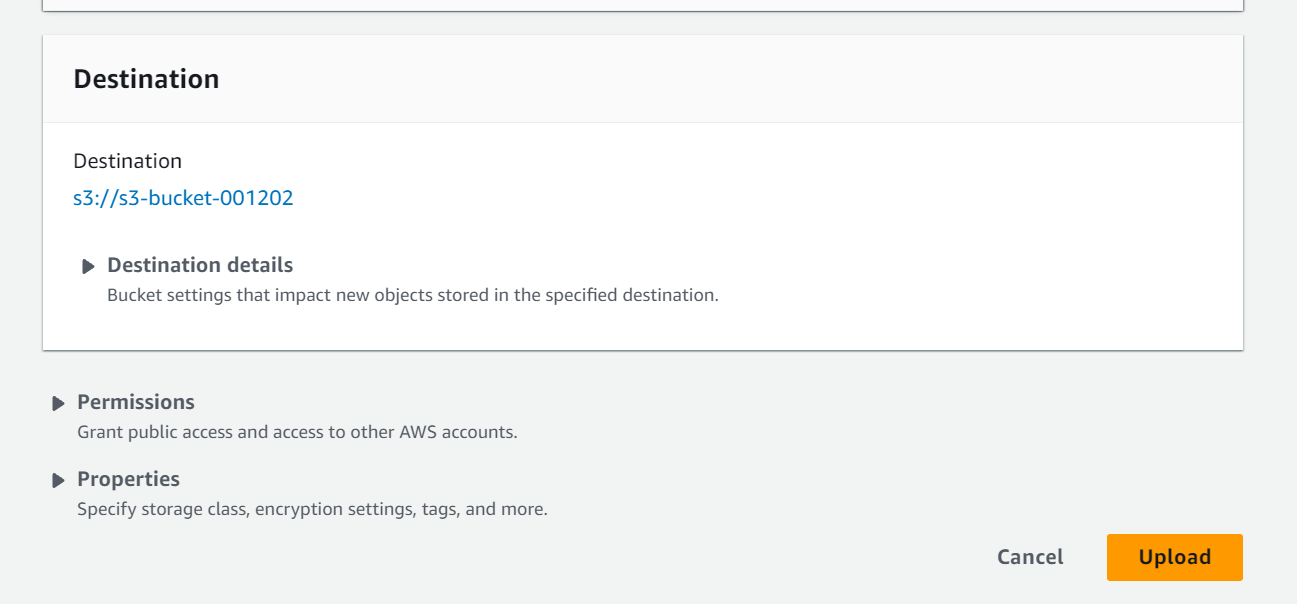 Destination
Destination
s3://s3-bucket-001202
Destination details
Bucket settings that impact new objects stored in the specified destination.
Permissions
Grant public access and access to other AWS accounts.
Properties
Specify storage class, encryption settings, tags, and more.
Cancel
Upload